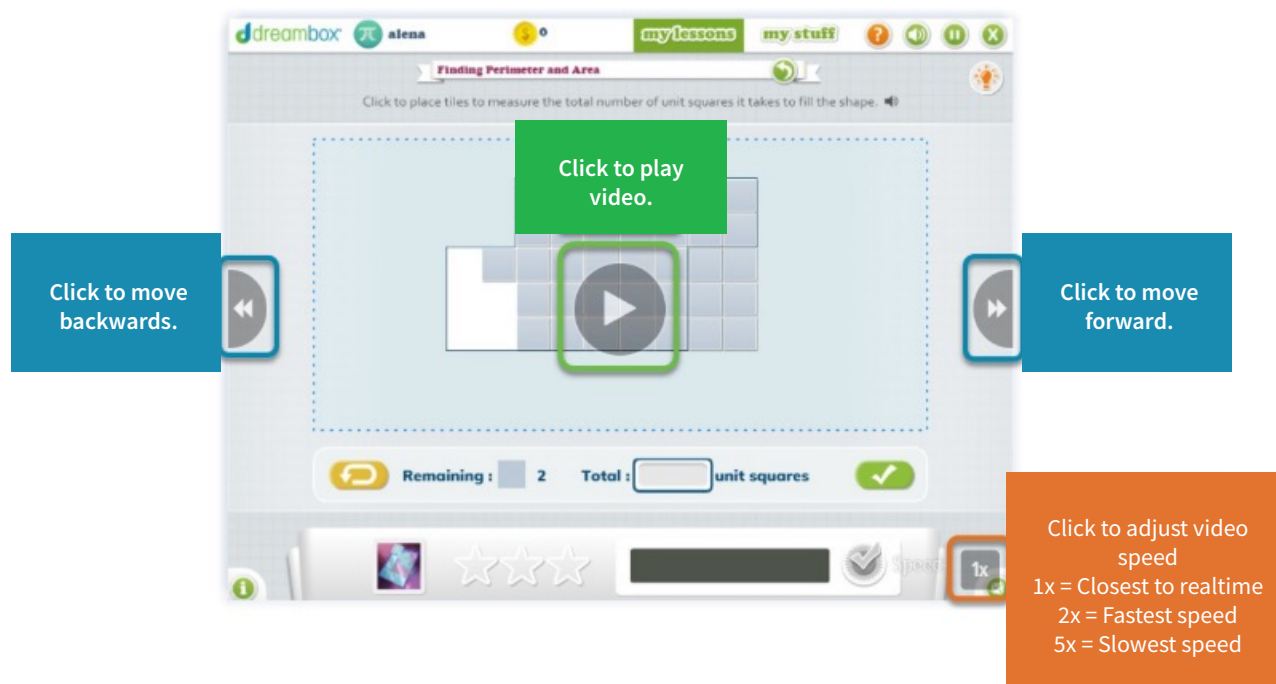 ddreambox π alena $ 0 my lessons my stuff ? X
Finding Perimeter and Area
Click to place tiles to measure the total number of unit squares it takes to fill the shape.
Click to play
video.
Click to move
backwards.
Click to move
forward.
Remaining : 2 Total : unit squares
Click to adjust video
speed
1x = Closest to realtime
2x = Fastest speed
5x = Slowest speed
Speed
1x
i